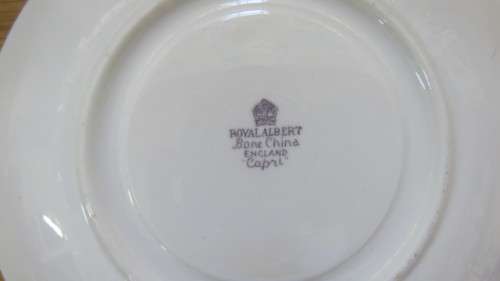 ROYAL ALBERT
Bone China
ENGLAND
"Capri"